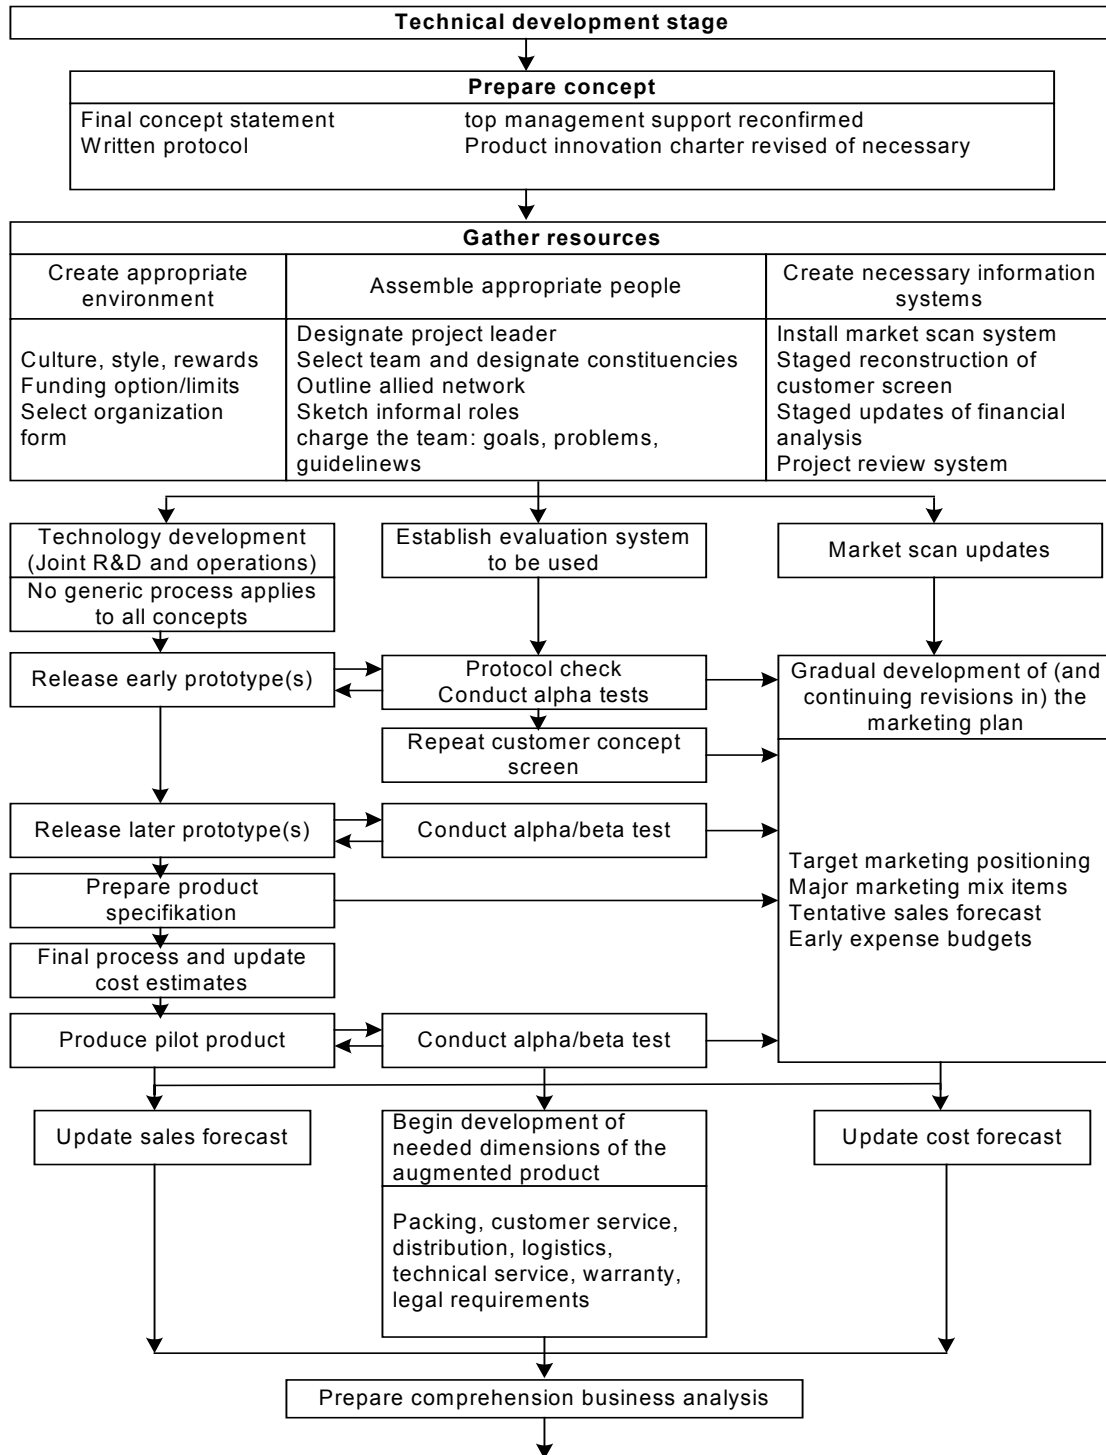 Technical development stage
Prepare concept
Final concept statement
Written protocol
top management support reconfirmed
Product innovation charter revised of necessary
Gather resources
Create appropriate
environment
Assemble appropriate people
Create necessary information
systems
Culture, style, rewards
Funding option/limits
Select organization
form
Designate project leader
Select team and designate constituencies
Outline allied network
Sketch informal roles
charge the team: goals, problems,
guidelinews
Install market scan system
Staged reconstruction of
customer screen
Staged updates of financial
analysis
Project review system
Technology development
(Joint R&D and operations)
No generic process applies
to all concepts
Establish evaluation system
to be used
Market scan updates
Release early prototype(s)
Protocol check
Conduct alpha tests
Gradual development of (and
continuing revisions in) the
marketing plan
Repeat customer concept
screen
Release later prototype(s)
Conduct alpha/beta test
Target marketing positioning
Major marketing mix items
Tentative sales forecast
Early expense budgets
Prepare product
specifikation
Final process and update
cost estimates
Produce pilot product
Conduct alpha/beta test
Update sales forecast
Begin development of
needed dimensions of the
augmented product
Packing, customer service,
distribution, logistics,
technical service, warranty,
legal requirements
Update cost forecast
Prepare comprehension business analysis